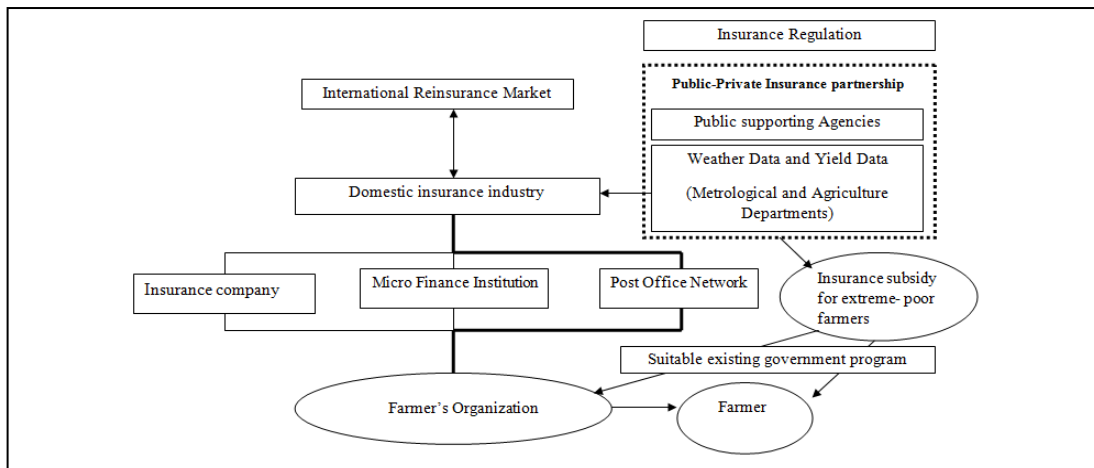 Insurance Regulation
Public-Private Insurance partnership
International Reinsurance Market
Public supporting Agencies
Weather Data and Yield Data
(Metrological and Agriculture
Departments)
Domestic insurance industry
Insurance company
Micro Finance Institution
Post Office Network
Insurance subsidy
for extreme- poor
farmers
Suitable existing government program
Farmer's Organization
Farmer